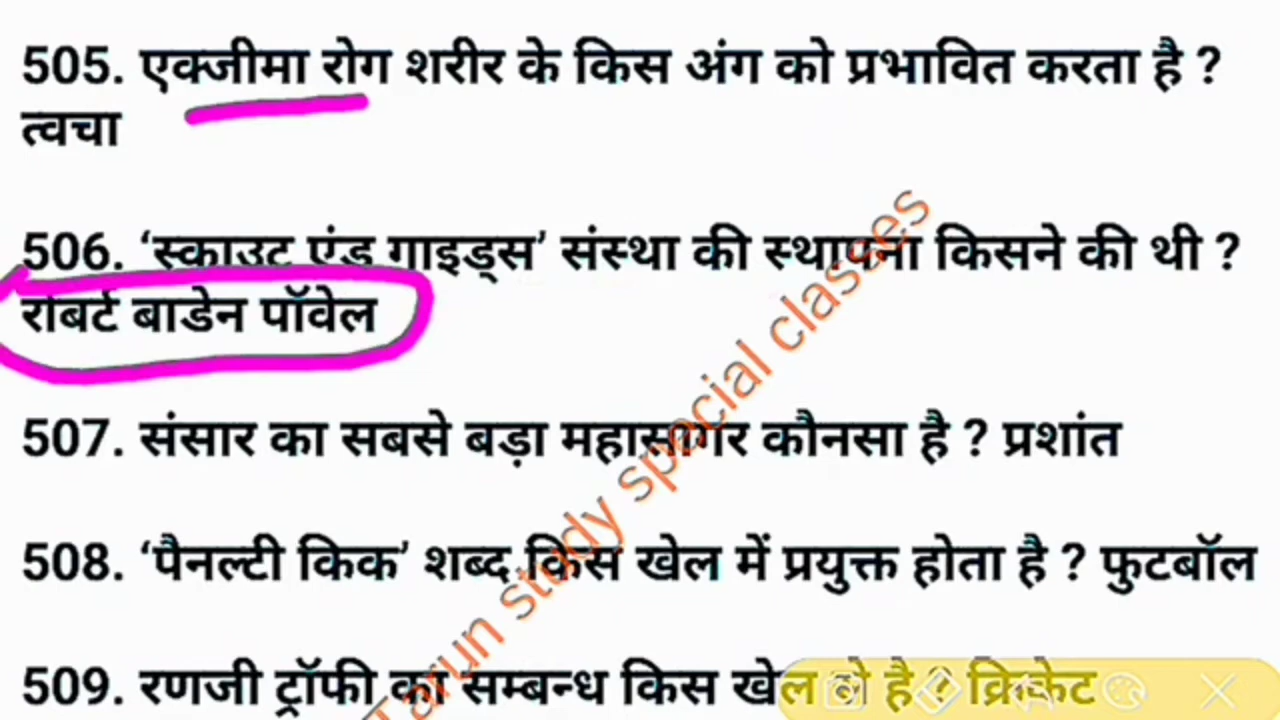 505. एक्जीमा रोग शरीर के किस अंग को प्रभावित करता है ?
त्वचा
506. ‘स्काउट एंड गाइड्स’ संस्था की स्थापना किसने की थी ?
रॉबर्ट बाडेन पॉवेल
507. संसार का सबसे बड़ा महासागर कौनसा है ? प्रशांत
508. ‘पैनल्टी किक’ शब्द किस खेल में प्रयुक्त होता है ? फुटबॉल
509. रणजी ट्रॉफी का सम्बन्ध किस खेल से है ? क्रिकेट
Tarun study special classes